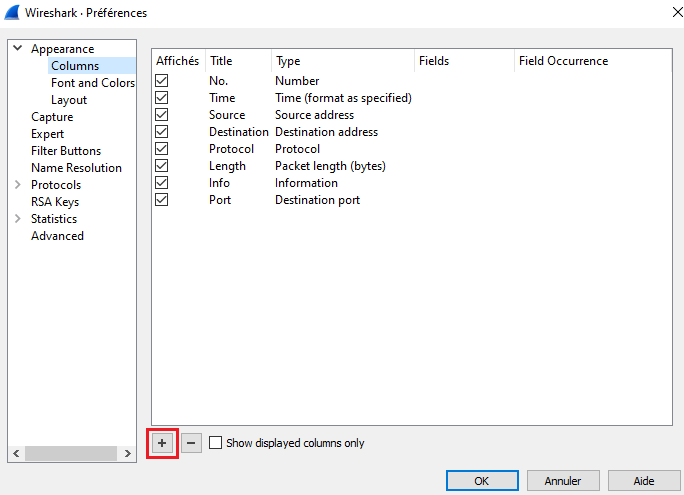 Wireshark · Préférences
Appearance
Columns
Font and Colors
Layout
Capture
Expert
Filter Buttons
Name Resolution
Protocols
RSA Keys
Statistics
Advanced
Affichés Title Type Fields Field Occurrence
No. Number
Time Time (format as specified)
Source Source address
Destination Destination address
Protocol Protocol
Length Packet length (bytes)
Info Information
Port Destination port
+ − Show displayed columns only
OK Annuler Aide